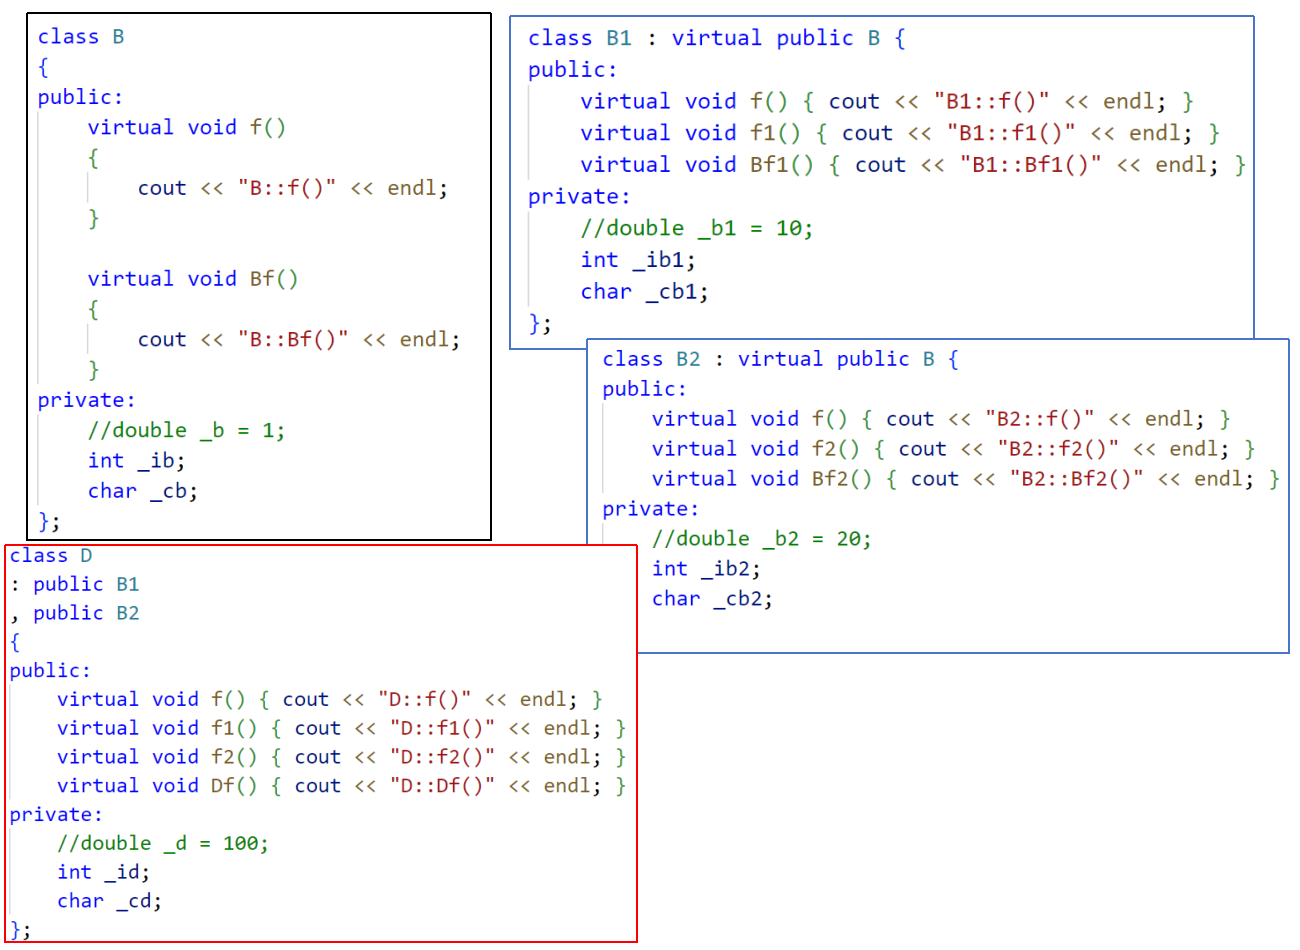 class B
{
public:
    virtual void f()
    {
        cout << "B::f()" << endl;
    }

    virtual void Bf()
    {
        cout << "B::Bf()" << endl;
    }
private:
    //double _b = 1;
    int _ib;
    char _cb;
};
class B1 : virtual public B {
public:
    virtual void f() { cout << "B1::f()" << endl; }
    virtual void f1() { cout << "B1::f1()" << endl; }
    virtual void Bf1() { cout << "B1::Bf1()" << endl; }
private:
    //double _b1 = 10;
    int _ib1;
    char _cb1;
};
class B2 : virtual public B {
public:
    virtual void f() { cout << "B2::f()" << endl; }
    virtual void f2() { cout << "B2::f2()" << endl; }
    virtual void Bf2() { cout << "B2::Bf2()" << endl; }
private:
    //double _b2 = 20;
    int _ib2;
    char _cb2;
class D
: public B1
, public B2
{
public:
    virtual void f() { cout << "D::f()" << endl; }
    virtual void f1() { cout << "D::f1()" << endl; }
    virtual void f2() { cout << "D::f2()" << endl; }
    virtual void Df() { cout << "D::Df()" << endl; }
private:
    //double _d = 100;
    int _id;
    char _cd;
};